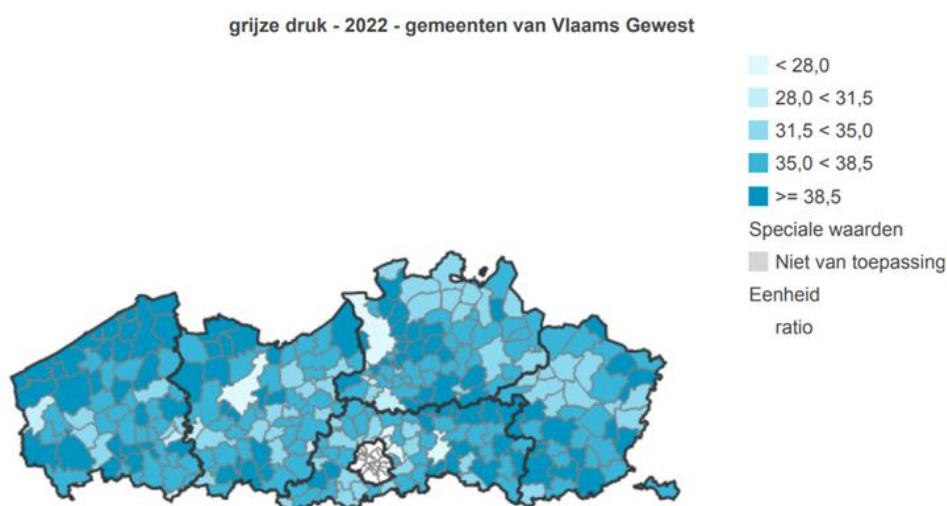 grijze druk - 2022 - gemeenten van Vlaams Gewest
< 28,0
28,0 < 31,5
31,5 < 35,0
35,0 < 38,5
>= 38,5
Speciale waarden
Niet van toepassing
Eenheid
ratio